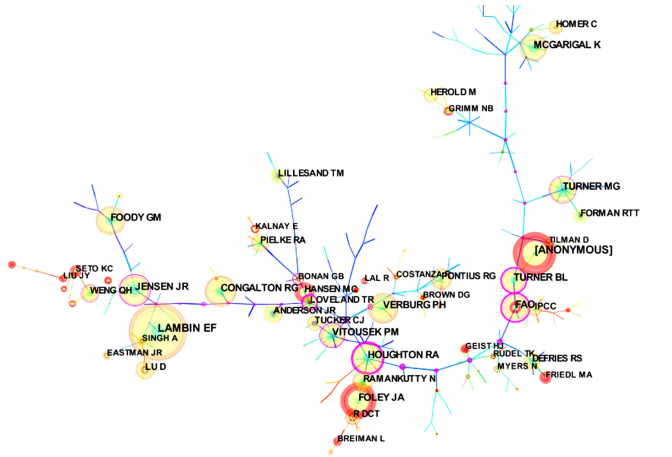 HOMER C
MCGARIGAL K
HEROLD M
GRIMM NB
LILLESAND TM
TURNER MG
FORMAN RTT
FOODY GM
KALNAY E
PIELKE RA
TILMAN D
[ANONYMOUS]
SETO KC
LIU JY
WENG QH
JENSEN JR
CONGALTON RG
BONAN GB
HANSEN MC
LAL R
COSTANZA
PONTIUS RG
TURNER BL
LOVELAND TR
BROWN DG
VERBURG PH
FAO
IPCC
ANDERSON JR
TUCKER CJ
LAMBIN EF
VITOUSEK PM
SINGH A
EASTMAN JR
LU D
HOUGHTON RA
GEIST HJ
RUDEL TK
DEFRIES RS
MYERS N
FRIEDL MA
RAMANKUTTY N
FOLEY JA
R DCT
BREIMAN L